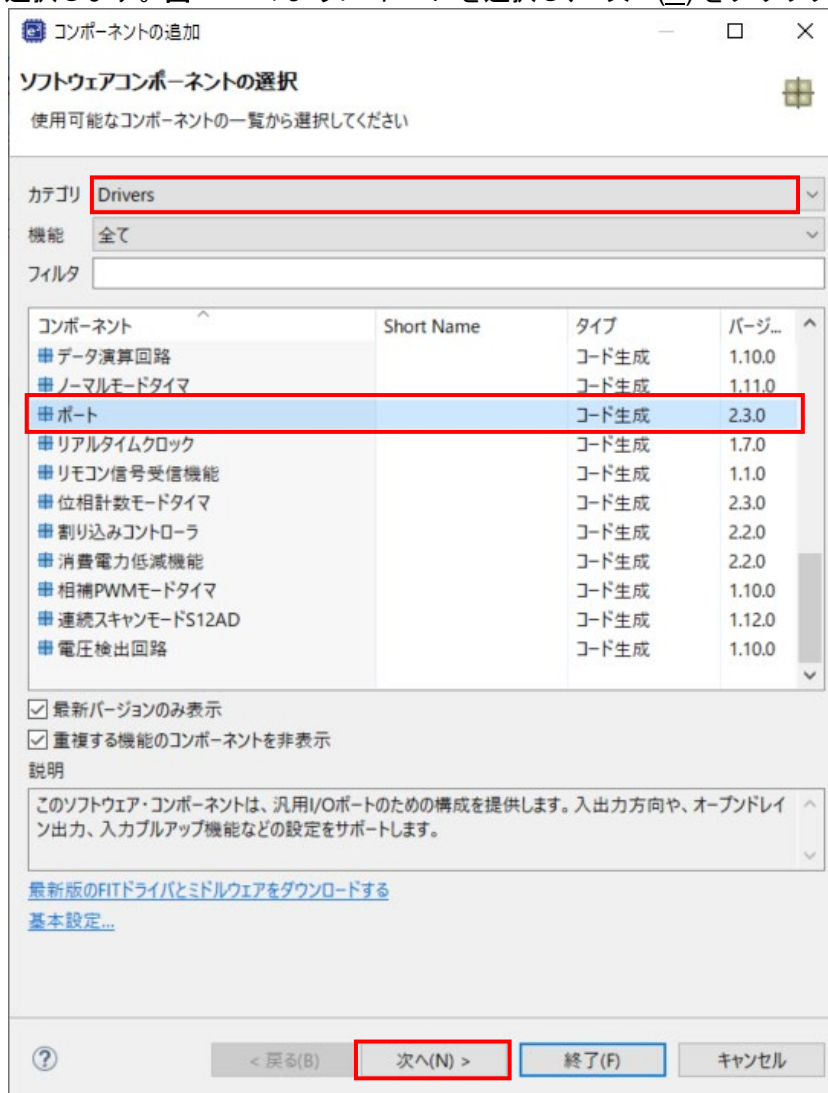 コンポーネントの追加
ソフトウェアコンポーネントの選択
使用可能なコンポーネントの一覧から選択してください
カテゴリ Drivers
機能 全て
フィルタ
コンポーネント Short Name タイプ バージ...
データ演算回路 コード生成 1.10.0
ノーマルモードタイマ コード生成 1.11.0
ポート コード生成 2.3.0
リアルタイムクロック コード生成 1.7.0
リモコン信号受信機能 コード生成 1.1.0
位相計数モードタイマ コード生成 2.3.0
割り込みコントローラ コード生成 2.2.0
消費電力低減機能 コード生成 2.2.0
相補PWMモードタイマ コード生成 1.10.0
連続スキャンモードS12AD コード生成 1.12.0
電圧検出回路 コード生成 1.10.0
最新バージョンのみ表示
重複する機能のコンポーネントを非表示
説明
このソフトウェア・コンポーネントは、汎用I/Oポートのための構成を提供します。入出力方向や、オープンドレイ
ン出力、入力プルアップ機能などの設定をサポートします。
最新版のFITドライバとミドルウェアをダウンロードする
基本設定...
< 戻る(B) 次へ(N) > 終了(F) キャンセル